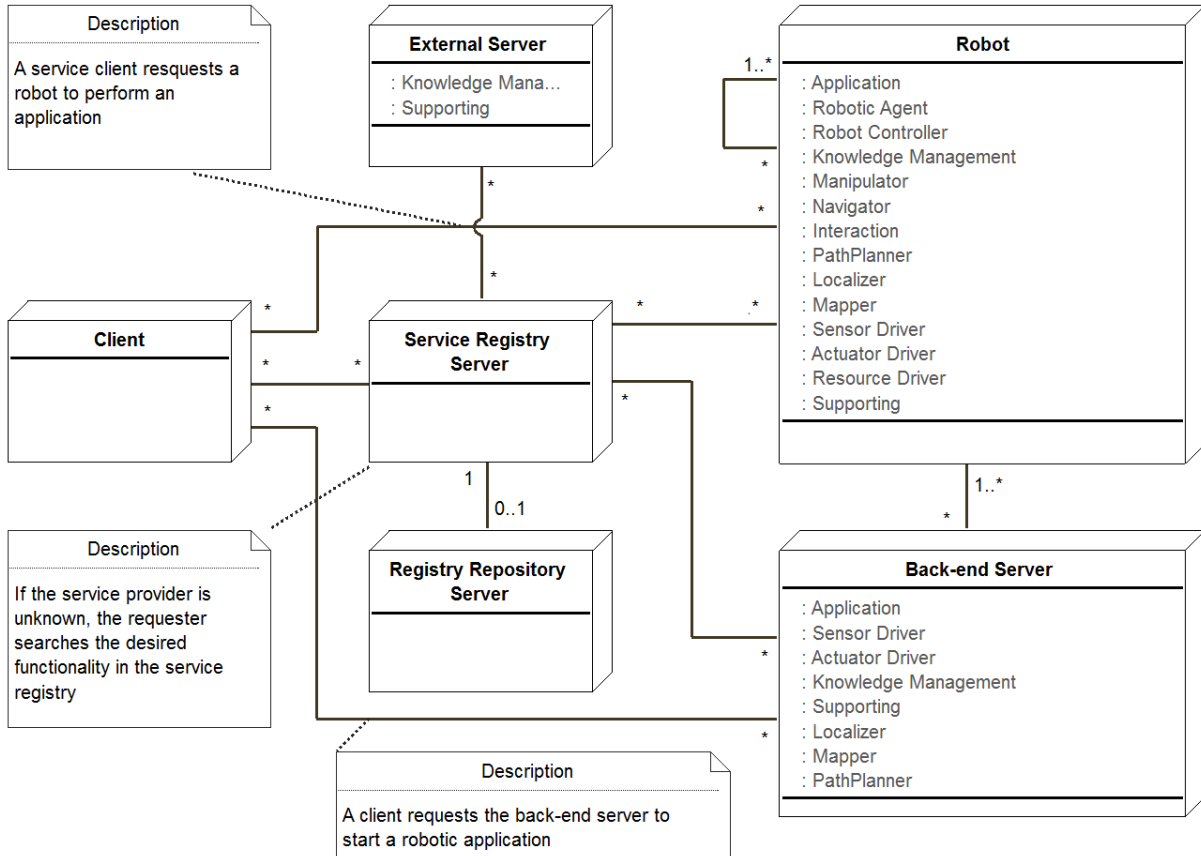 Description
A service client resquests a
robot to perform an
application
External Server
: Knowledge Mana...
: Supporting
Robot
: Application
: Robotic Agent
: Robot Controller
: Knowledge Management
: Manipulator
: Navigator
: Interaction
: PathPlanner
: Localizer
: Mapper
: Sensor Driver
: Actuator Driver
: Resource Driver
: Supporting
1..*
*
*
*
*
*
Client
*
*
*
Service Registry
Server
*
.*
*
1
0..1
1..*
*
Description
If the service provider is
unknown, the requester
searches the desired
functionality in the service
registry
Registry Repository
Server
Back-end Server
: Application
: Sensor Driver
: Actuator Driver
: Knowledge Management
: Supporting
: Localizer
: Mapper
: PathPlanner
*
*
Description
A client requests the back-end server to
start a robotic application